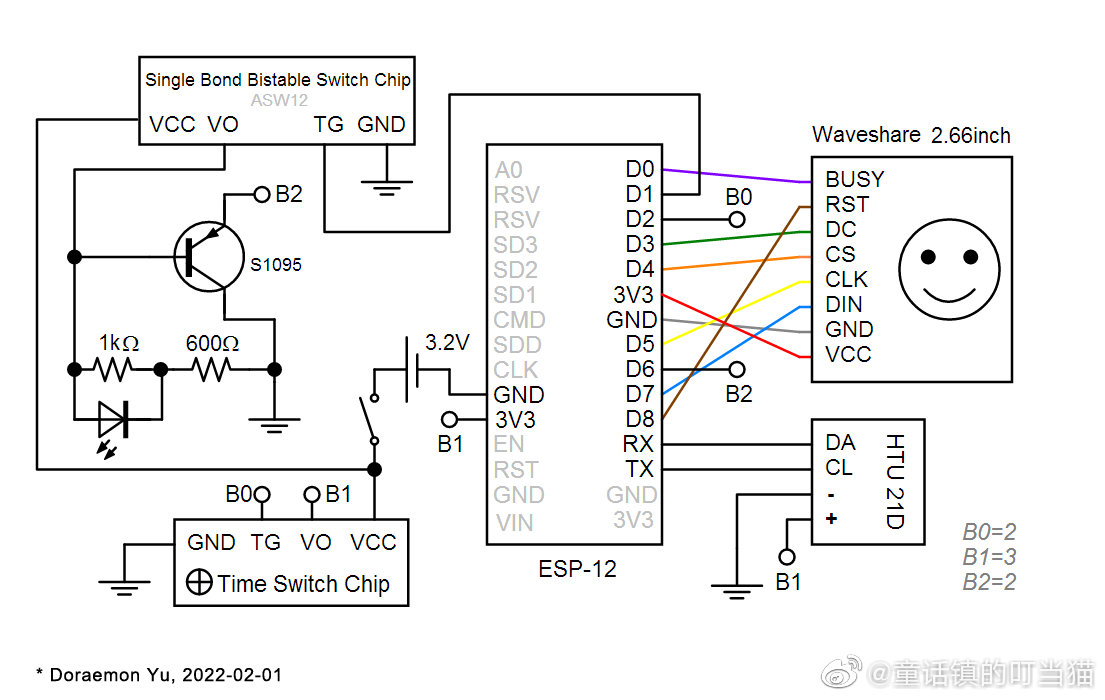 Single Bond Bistable Switch Chip
ASW12
VCC VO TG GND
B2
S1095
1kΩ 600Ω
3.2V
B1
B0 B1
GND TG VO VCC
Time Switch Chip
A0 D0
RSV D1
RSV D2
SD3 D3
SD2 D4
SD1 3V3
CMD GND
SDD D5
CLK D6
GND D7
3V3 D8
EN RX
RST TX
GND GND
VIN 3V3
ESP-12
B0
B2
Waveshare 2.66inch
BUSY
RST
DC
CS
CLK
DIN
GND
VCC
DA
CL
-
+
HTU 21D
B1
B0=2
B1=3
B2=2
* Doraemon Yu, 2022-02-01
@童话镇的叮当猫